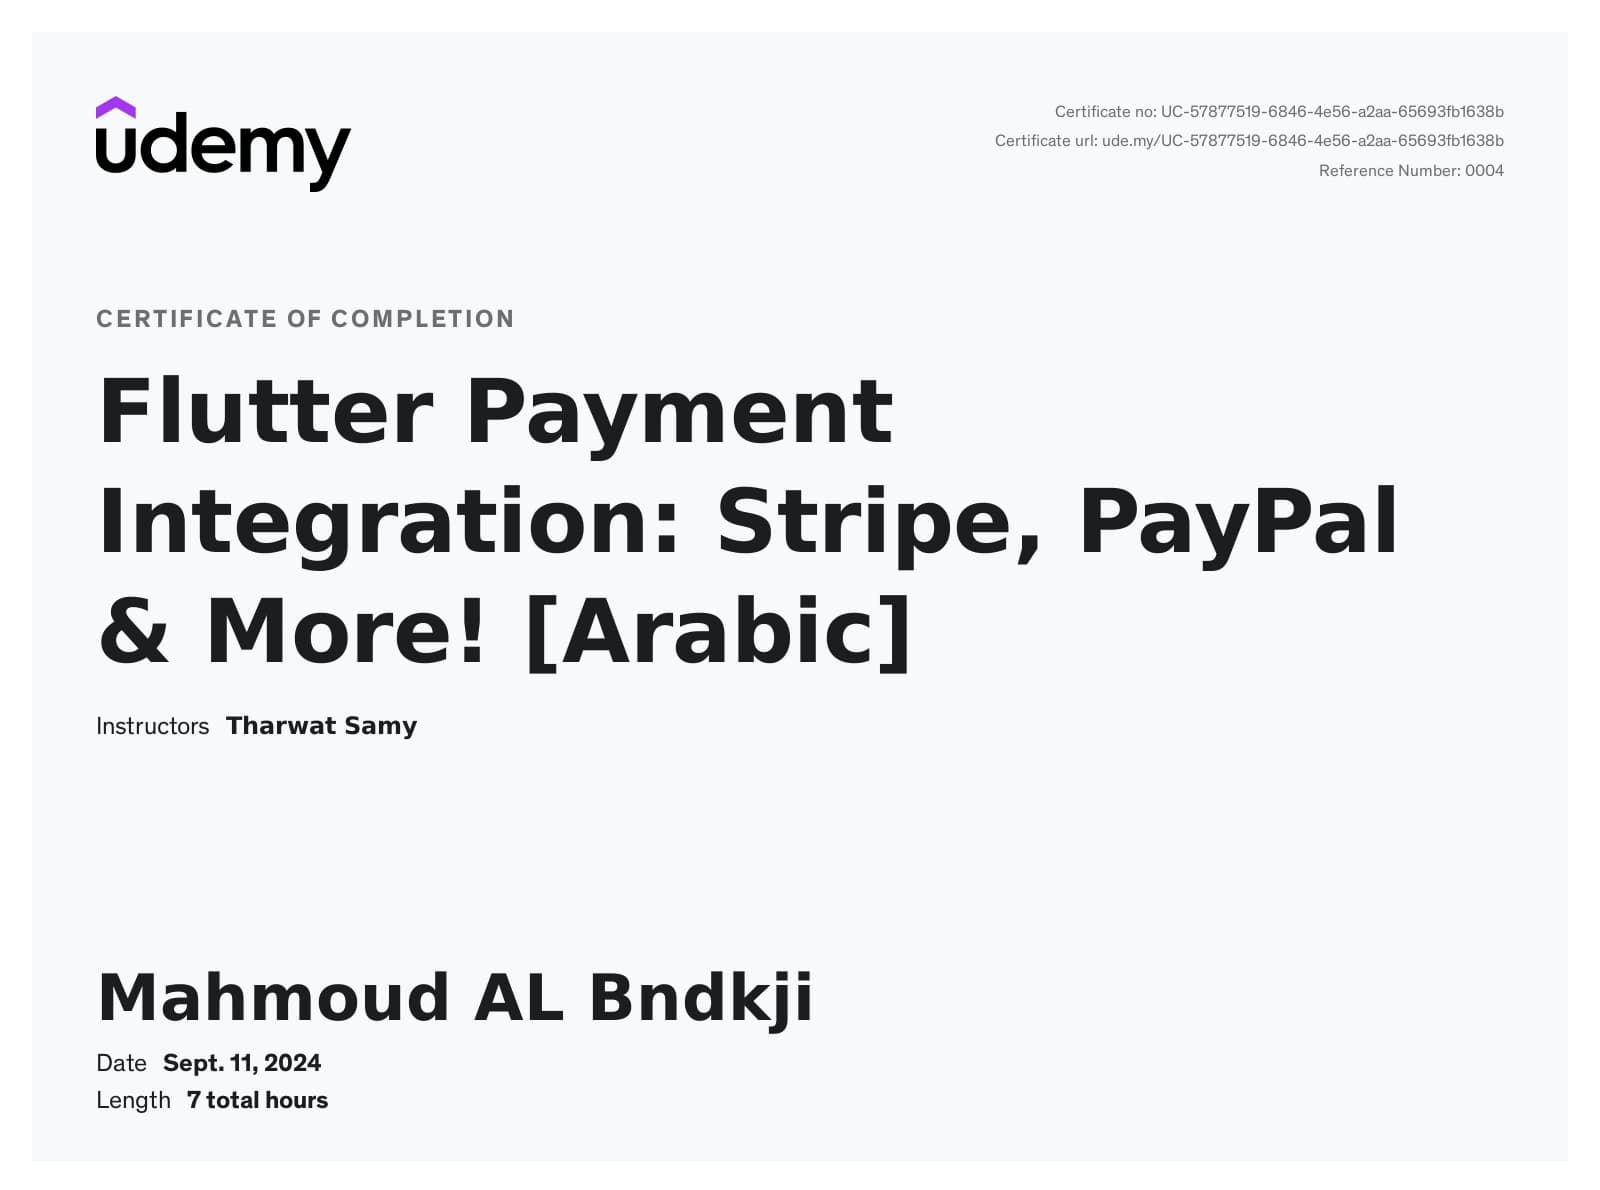 udemy
Certificate no: UC-57877519-6846-4e56-a2aa-65693fb1638b
Certificate url: ude.my/UC-57877519-6846-4e56-a2aa-65693fb1638b
Reference Number: 0004
CERTIFICATE OF COMPLETION
Flutter Payment
Integration: Stripe, PayPal
& More! [Arabic]
Instructors Tharwat Samy
Mahmoud AL Bndkji
Date Sept. 11, 2024
Length 7 total hours